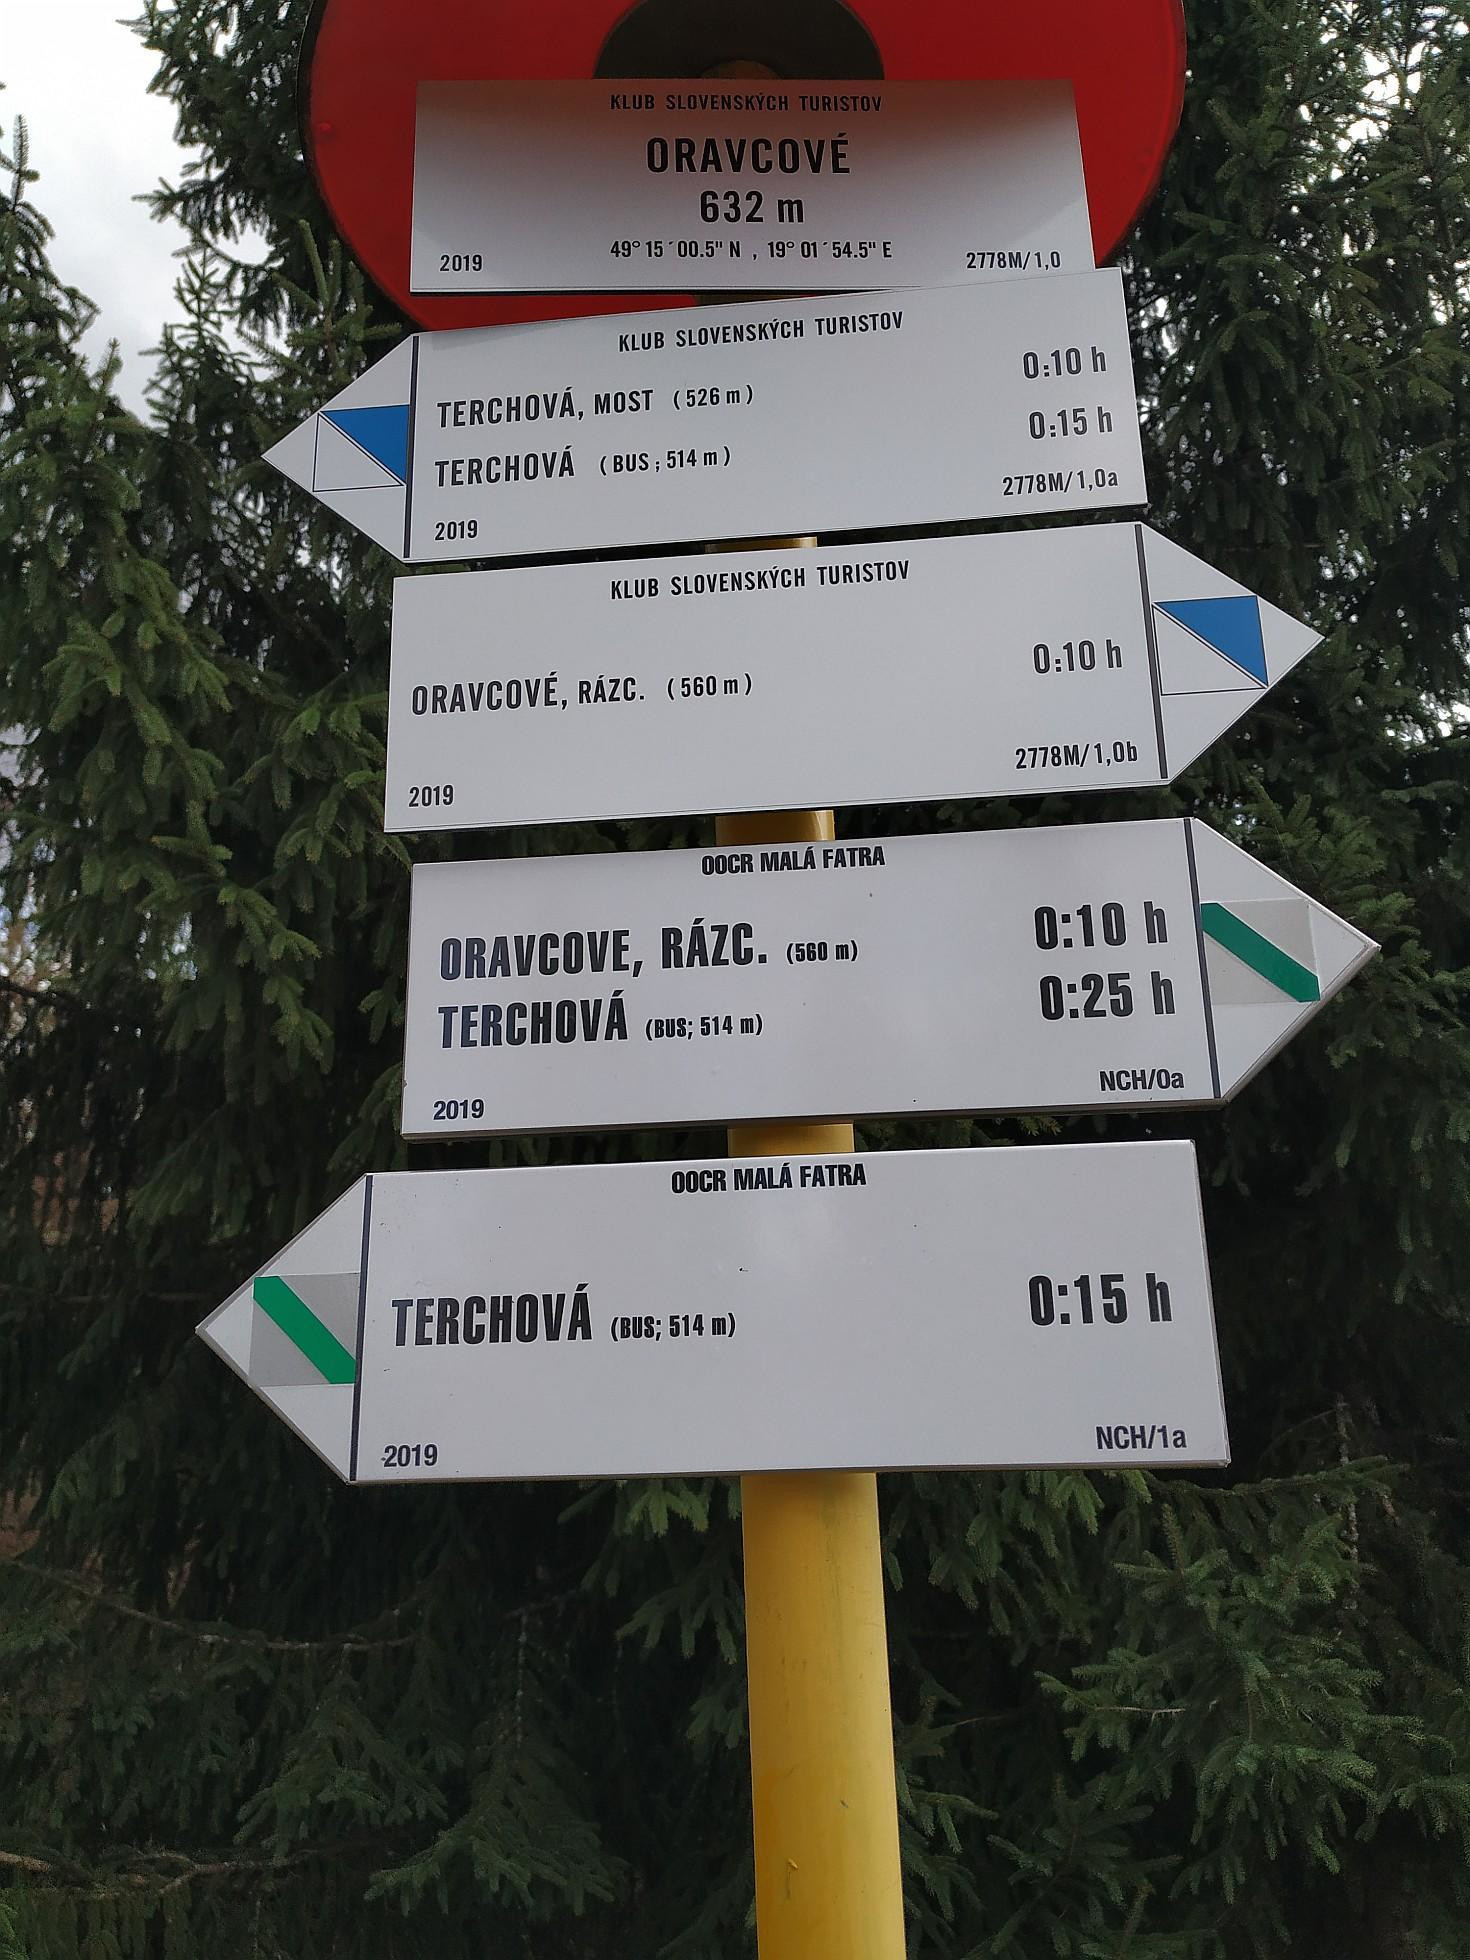 KLUB SLOVENSKÝCH TURISTOV
ORAVCOVÉ
632 m
49° 15´00.5" N , 19° 01´54.5" E
2019 2778M/1,0
KLUB SLOVENSKÝCH TURISTOV
TERCHOVÁ, MOST (526 m) 0:10 h
TERCHOVÁ (BUS ; 514 m) 0:15 h
2019 2778M/1,0a
KLUB SLOVENSKÝCH TURISTOV
ORAVCOVÉ, RÁZC. (560 m) 0:10 h
2019 2778M/1,0b
OOCR MALÁ FATRA
ORAVCOVE, RÁZC. (560 m) 0:10 h
TERCHOVÁ (BUS; 514 m) 0:25 h
2019 NCH/0a
OOCR MALÁ FATRA
TERCHOVÁ (BUS; 514 m) 0:15 h
2019 NCH/1a